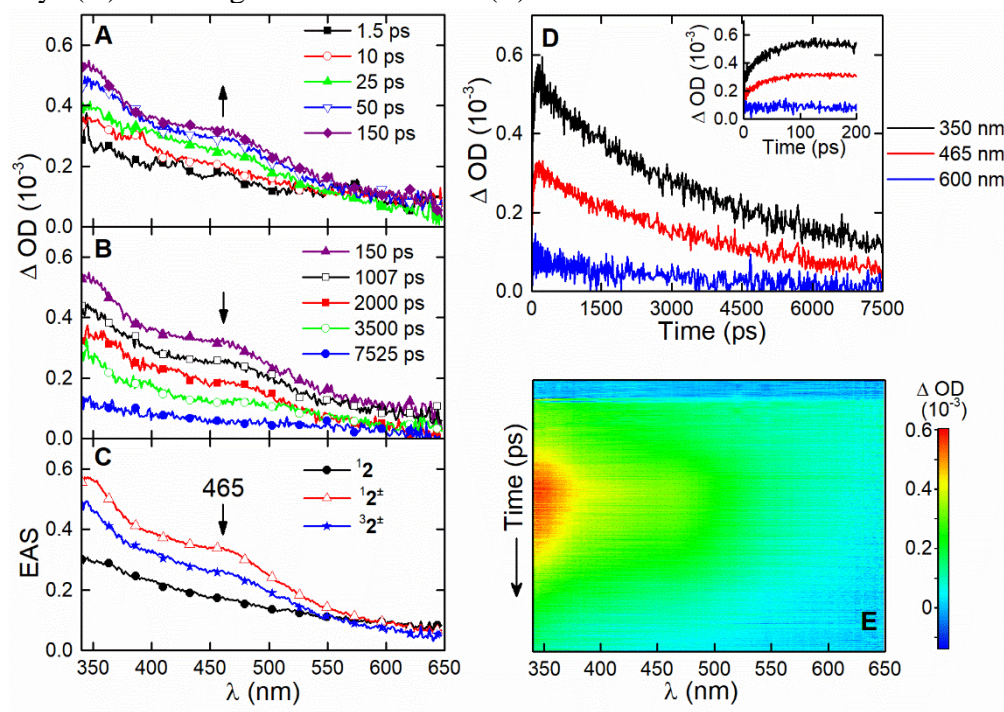 A
1.5 ps
10 ps
25 ps
50 ps
150 ps
0.6
0.4
0.2
0.0
B
150 ps
1007 ps
2000 ps
3500 ps
7525 ps
0.6
0.4
0.2
0.0
Δ OD (10⁻³)
C
465
¹2
¹2^±
³2^±
0.6
0.4
0.2
0.0
EAS
350 400 450 500 550 600 650
λ (nm)
D
0.6
0.4
0.2
0.0
Δ OD (10⁻³)
0 1500 3000 4500 6000 7500
Time (ps)
0.6
0.4
0.2
0.0
Δ OD (10⁻³)
0 100 200
Time (ps)
350 nm
465 nm
600 nm
Time (ps)
E
350 400 450 500 550 600 650
λ (nm)
Δ OD
(10⁻³)
0.6
0.4
0.2
0